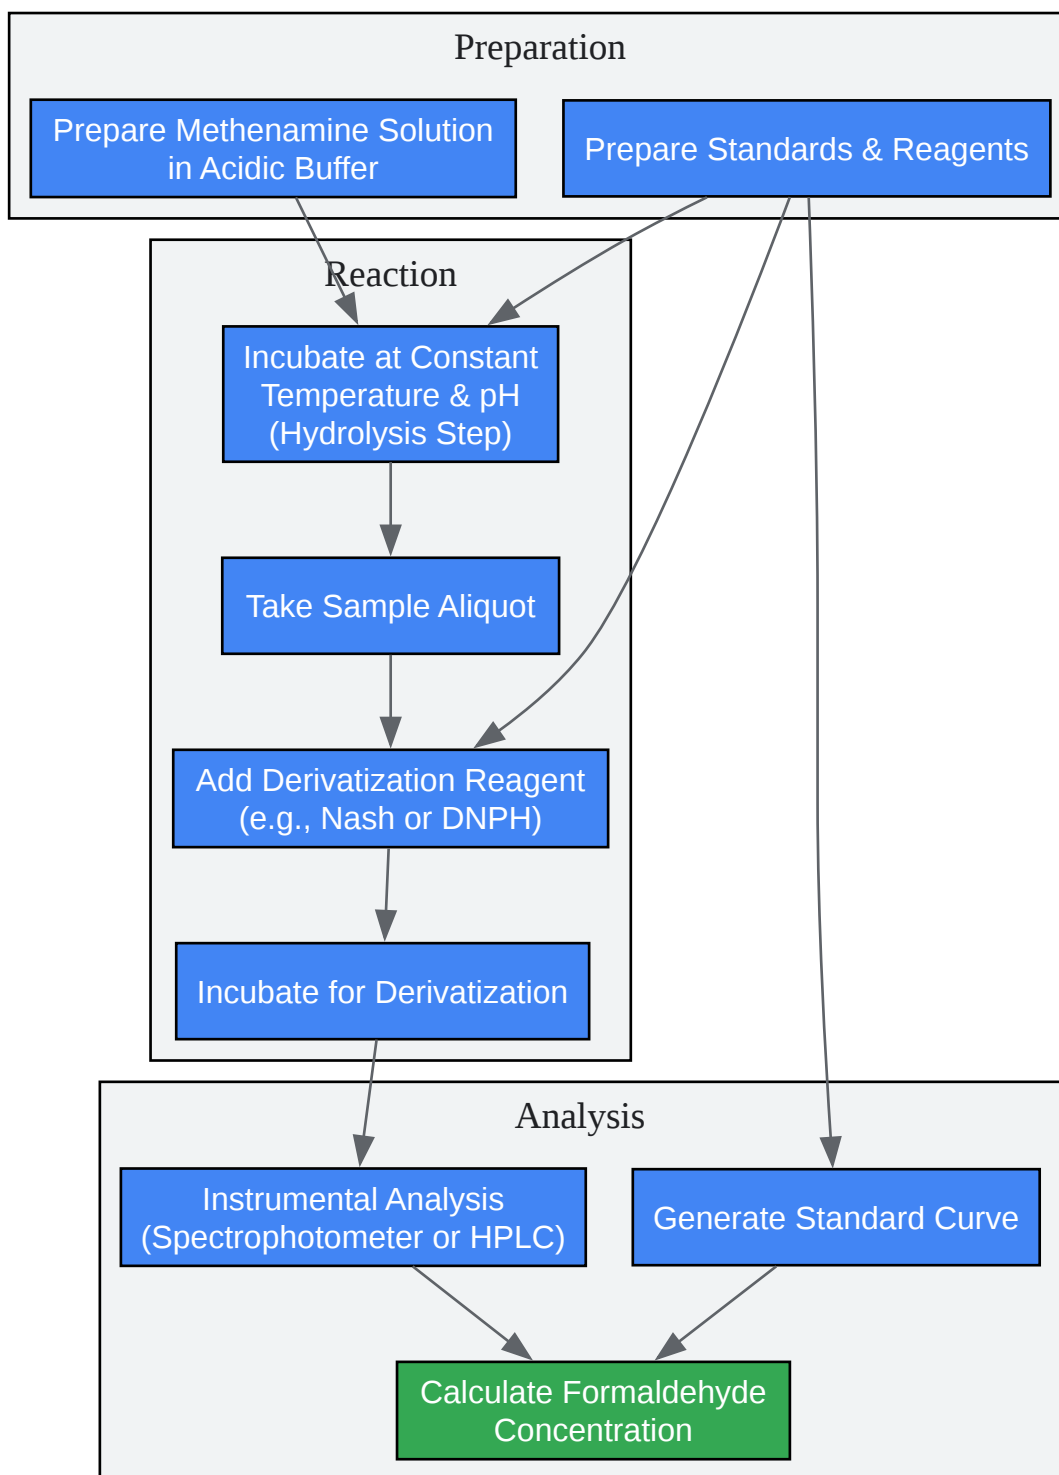 Preparation
Prepare Methenamine Solution
in Acidic Buffer
Prepare Standards & Reagents
Reaction
Incubate at Constant
Temperature & pH
(Hydrolysis Step)
Take Sample Aliquot
Add Derivatization Reagent
(e.g., Nash or DNPH)
Incubate for Derivatization
Analysis
Instrumental Analysis
(Spectrophotometer or HPLC)
Generate Standard Curve
Calculate Formaldehyde
Concentration